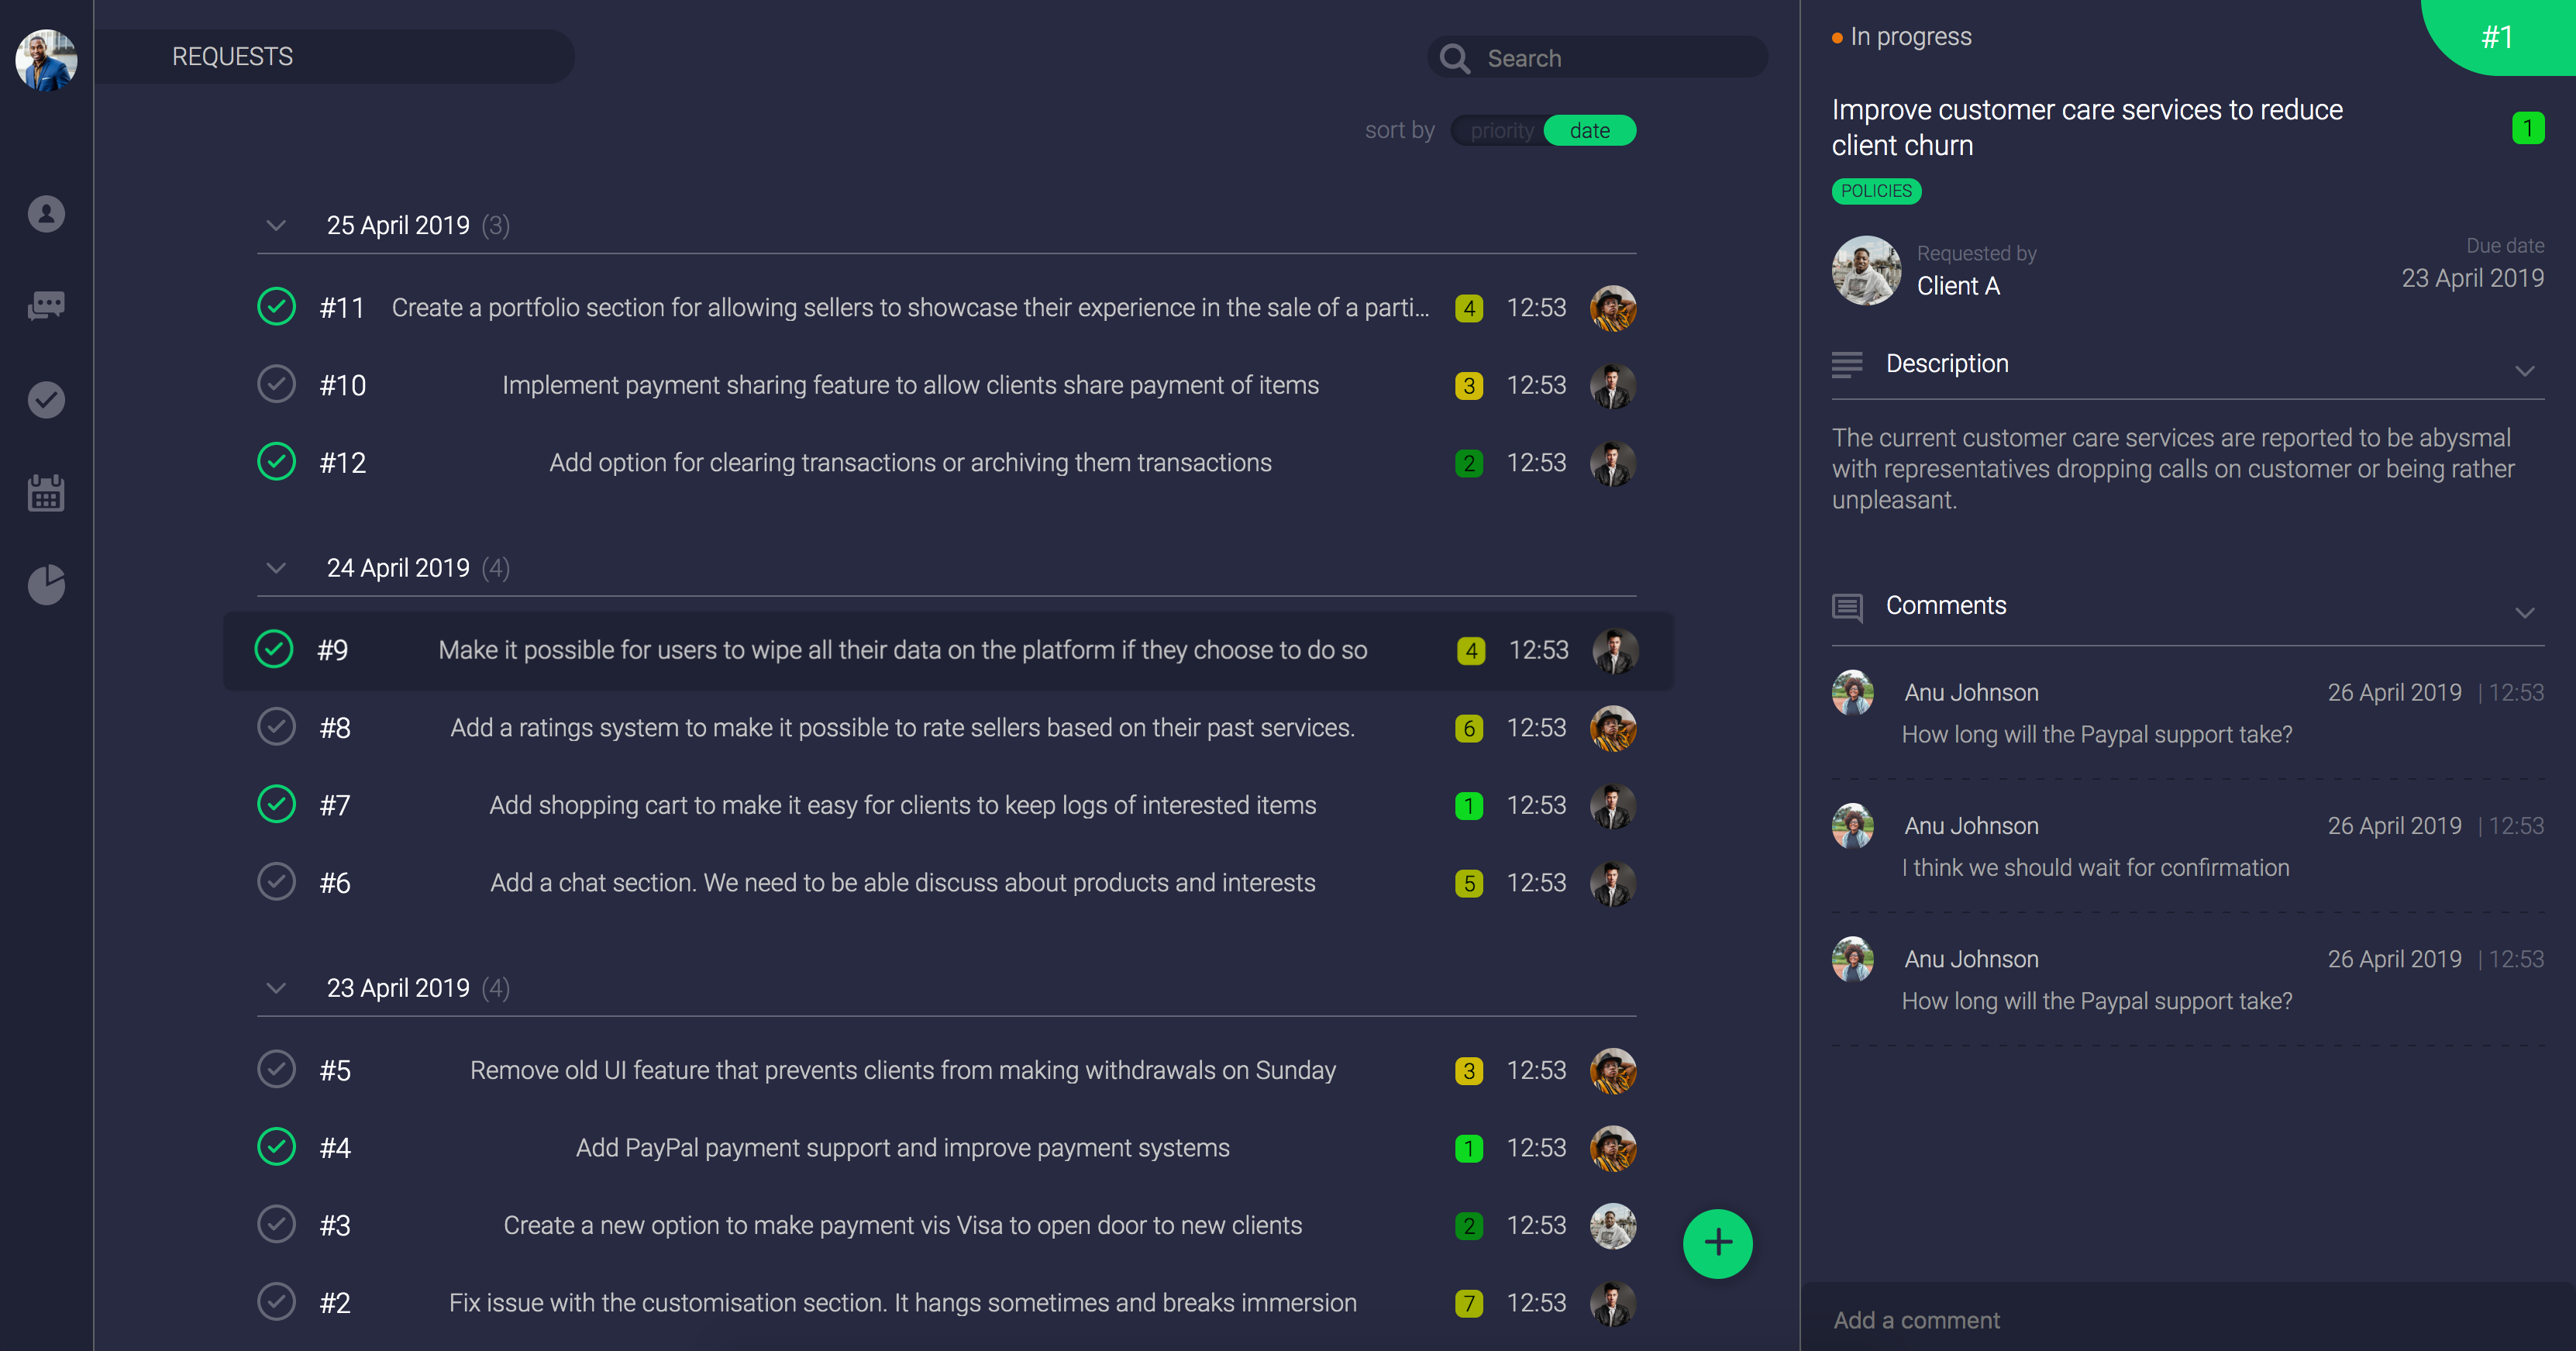 REQUESTS
Search
sort by priority date
25 April 2019 (3)
#11 Create a portfolio section for allowing sellers to showcase their experience in the sale of a parti... 4 12:53
#10 Implement payment sharing feature to allow clients share payment of items 3 12:53
#12 Add option for clearing transactions or archiving them transactions 2 12:53
24 April 2019 (4)
#9 Make it possible for users to wipe all their data on the platform if they choose to do so 4 12:53
#8 Add a ratings system to make it possible to rate sellers based on their past services. 6 12:53
#7 Add shopping cart to make it easy for clients to keep logs of interested items 1 12:53
#6 Add a chat section. We need to be able discuss about products and interests 5 12:53
23 April 2019 (4)
#5 Remove old UI feature that prevents clients from making withdrawals on Sunday 3 12:53
#4 Add PayPal payment support and improve payment systems 1 12:53
#3 Create a new option to make payment vis Visa to open door to new clients 2 12:53
#2 Fix issue with the customisation section. It hangs sometimes and breaks immersion 7 12:53
In progress
#1
Improve customer care services to reduce
client churn
1
POLICIES
Requested by
Client A
Due date
23 April 2019
Description
The current customer care services are reported to be abysmal
with representatives dropping calls on customer or being rather
unpleasant.
Comments
Anu Johnson 26 April 2019 | 12:53
How long will the Paypal support take?
Anu Johnson 26 April 2019 | 12:53
I think we should wait for confirmation
Anu Johnson 26 April 2019 | 12:53
How long will the Paypal support take?
Add a comment